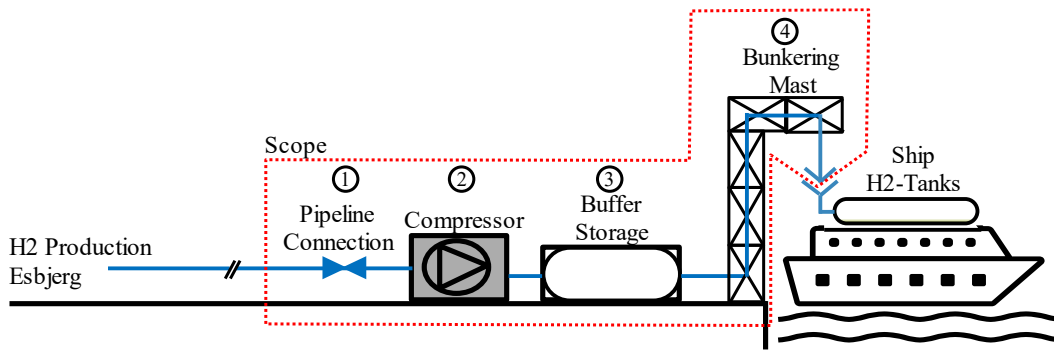 Scope
1
Pipeline
Connection
2
Compressor
3
Buffer
Storage
4
Bunkering
Mast
Ship
H2-Tanks
H2 Production
Esbjerg